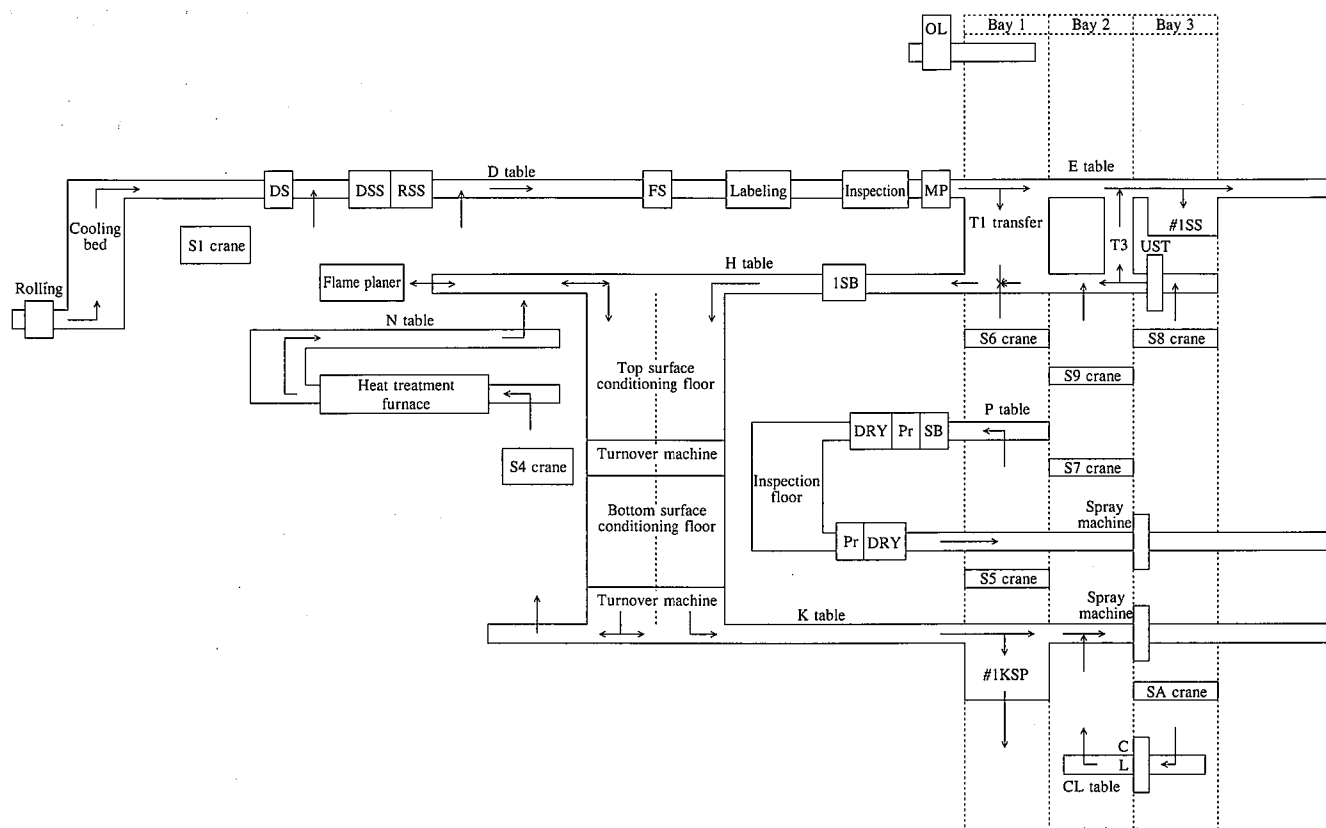 OL
Bay 1
Bay 2
Bay 3
D table
E table
DS
DSS
RSS
FS
Labeling
Inspection
MP
T1 transfer
#1SS
Cooling
bed
S1 crane
T3
UST
H table
Flame planer
1SB
Rolling
N table
S6 crane
S8 crane
Top surface
conditioning floor
Heat treatment
furnace
S9 crane
P table
DRY
Pr
SB
Turnover machine
S4 crane
S7 crane
Inspection
floor
Bottom surface
conditioning floor
Spray
machine
Pr
DRY
S5 crane
Turnover machine
K table
Spray
machine
#1KSP
SA crane
C
L
CL table